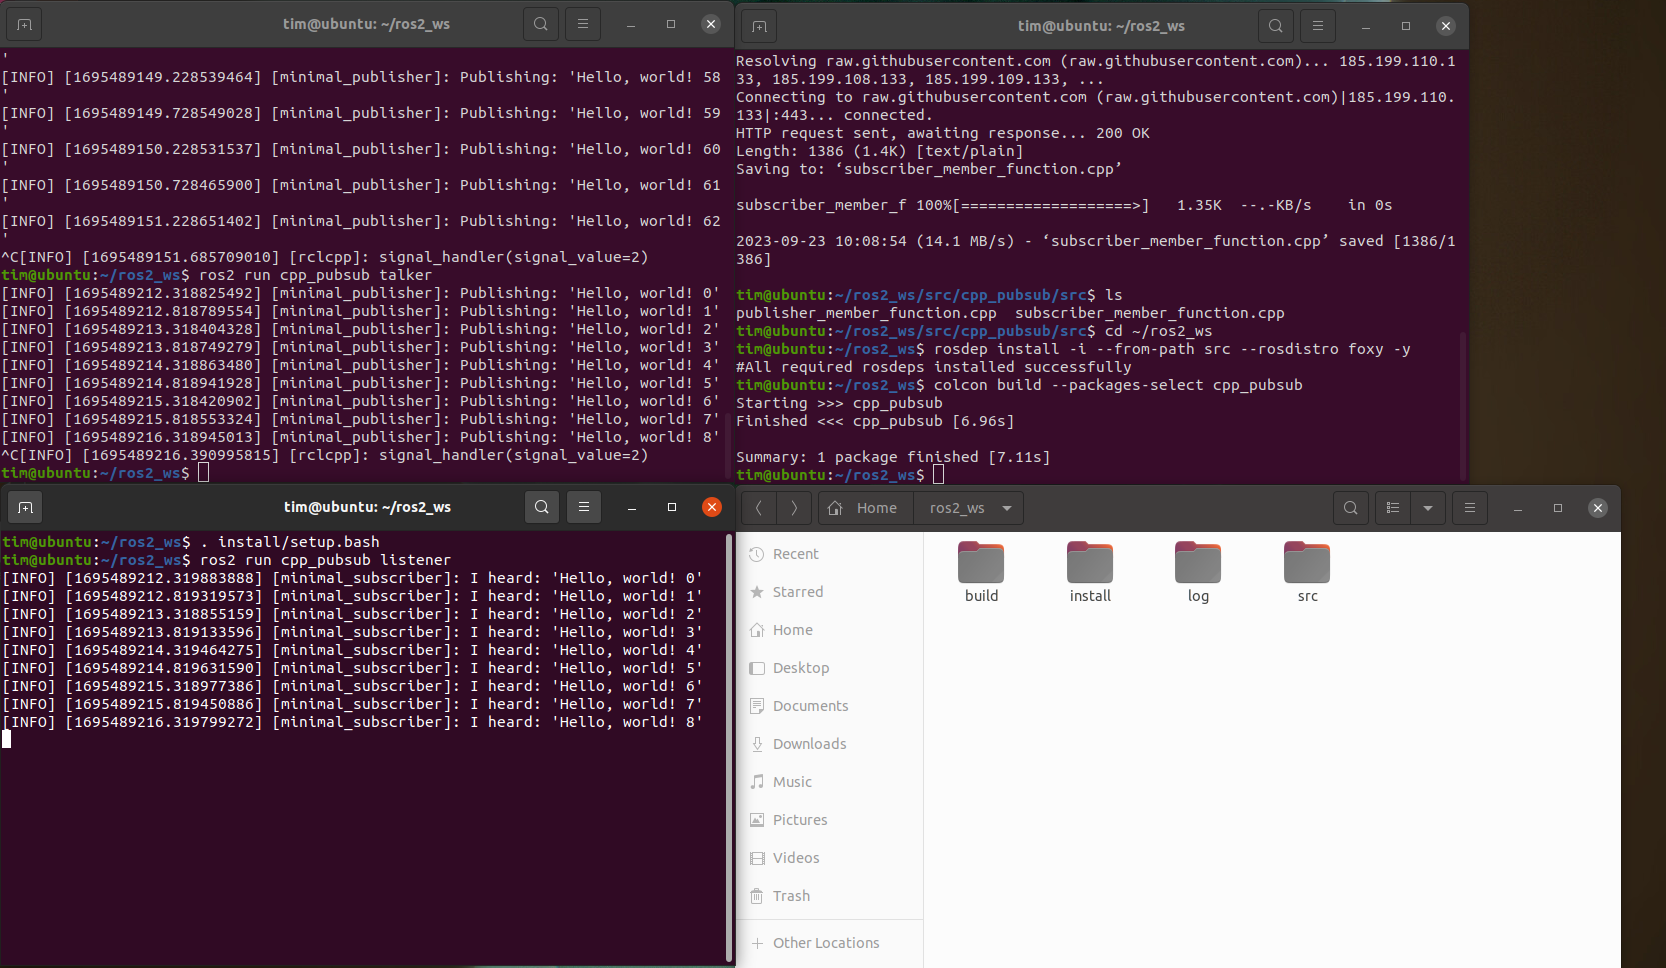 tim@ubuntu: ~/ros2_ws
'
[INFO] [1695489149.228539464] [minimal_publisher]: Publishing: 'Hello, world! 58
'
[INFO] [1695489149.728549028] [minimal_publisher]: Publishing: 'Hello, world! 59
'
[INFO] [1695489150.228531537] [minimal_publisher]: Publishing: 'Hello, world! 60
'
[INFO] [1695489150.728465900] [minimal_publisher]: Publishing: 'Hello, world! 61
'
[INFO] [1695489151.228651402] [minimal_publisher]: Publishing: 'Hello, world! 62
'
^C[INFO] [1695489151.685709010] [rclcpp]: signal_handler(signal_value=2)
tim@ubuntu:~/ros2_ws$ ros2 run cpp_pubsub talker
[INFO] [1695489212.318825492] [minimal_publisher]: Publishing: 'Hello, world! 0'
[INFO] [1695489212.818789554] [minimal_publisher]: Publishing: 'Hello, world! 1'
[INFO] [1695489213.318404328] [minimal_publisher]: Publishing: 'Hello, world! 2'
[INFO] [1695489213.818749279] [minimal_publisher]: Publishing: 'Hello, world! 3'
[INFO] [1695489214.318863480] [minimal_publisher]: Publishing: 'Hello, world! 4'
[INFO] [1695489214.818941928] [minimal_publisher]: Publishing: 'Hello, world! 5'
[INFO] [1695489215.318420902] [minimal_publisher]: Publishing: 'Hello, world! 6'
[INFO] [1695489215.818553324] [minimal_publisher]: Publishing: 'Hello, world! 7'
[INFO] [1695489216.318945013] [minimal_publisher]: Publishing: 'Hello, world! 8'
^C[INFO] [1695489216.390995815] [rclcpp]: signal_handler(signal_value=2)
tim@ubuntu:~/ros2_ws$
tim@ubuntu: ~/ros2_ws
Resolving raw.githubusercontent.com (raw.githubusercontent.com)... 185.199.110.1
33, 185.199.108.133, 185.199.109.133, ...
Connecting to raw.githubusercontent.com (raw.githubusercontent.com)|185.199.110.
133|:443... connected.
HTTP request sent, awaiting response... 200 OK
Length: 1386 (1.4K) [text/plain]
Saving to: ‘subscriber_member_function.cpp’
subscriber_member_f 100%[===================>]   1.35K  --.-KB/s    in 0s
2023-09-23 10:08:54 (14.1 MB/s) - ‘subscriber_member_function.cpp’ saved [1386/1
386]
tim@ubuntu:~/ros2_ws/src/cpp_pubsub/src$ ls
publisher_member_function.cpp  subscriber_member_function.cpp
tim@ubuntu:~/ros2_ws/src/cpp_pubsub/src$ cd ~/ros2_ws
tim@ubuntu:~/ros2_ws$ rosdep install -i --from-path src --rosdistro foxy -y
#All required rosdeps installed successfully
tim@ubuntu:~/ros2_ws$ colcon build --packages-select cpp_pubsub
Starting >>> cpp_pubsub
Finished <<< cpp_pubsub [6.96s]
Summary: 1 package finished [7.11s]
tim@ubuntu:~/ros2_ws$
tim@ubuntu: ~/ros2_ws
tim@ubuntu:~/ros2_ws$ . install/setup.bash
tim@ubuntu:~/ros2_ws$ ros2 run cpp_pubsub listener
[INFO] [1695489212.319883888] [minimal_subscriber]: I heard: 'Hello, world! 0'
[INFO] [1695489212.819319573] [minimal_subscriber]: I heard: 'Hello, world! 1'
[INFO] [1695489213.318855159] [minimal_subscriber]: I heard: 'Hello, world! 2'
[INFO] [1695489213.819133596] [minimal_subscriber]: I heard: 'Hello, world! 3'
[INFO] [1695489214.319464275] [minimal_subscriber]: I heard: 'Hello, world! 4'
[INFO] [1695489214.819631590] [minimal_subscriber]: I heard: 'Hello, world! 5'
[INFO] [1695489215.318977386] [minimal_subscriber]: I heard: 'Hello, world! 6'
[INFO] [1695489215.819450886] [minimal_subscriber]: I heard: 'Hello, world! 7'
[INFO] [1695489216.319799272] [minimal_subscriber]: I heard: 'Hello, world! 8'
Home ros2_ws
Recent
Starred
Home
Desktop
Documents
Downloads
Music
Pictures
Videos
Trash
Other Locations
build install log src